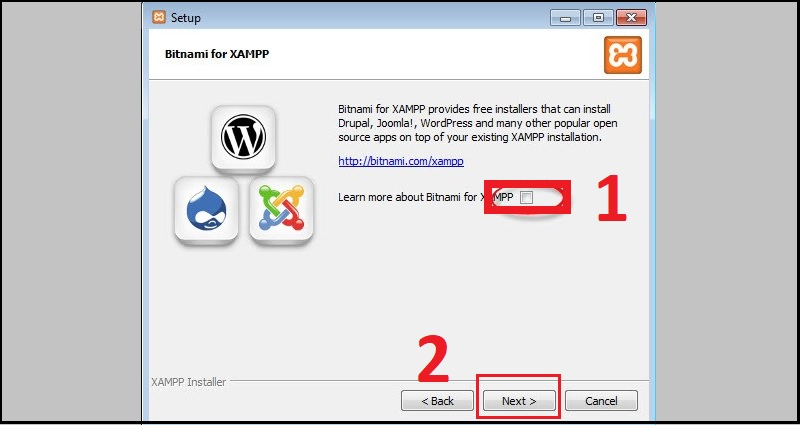 Setup
Bitnami for XAMPP
Bitnami for XAMPP provides free installers that can install
Drupal, Joomla!, WordPress and many other popular open
source apps on top of your existing XAMPP installation.
http://bitnami.com/xampp
Learn more about Bitnami for XAMPP
1
2
XAMPP Installer
< Back
Next >
Cancel